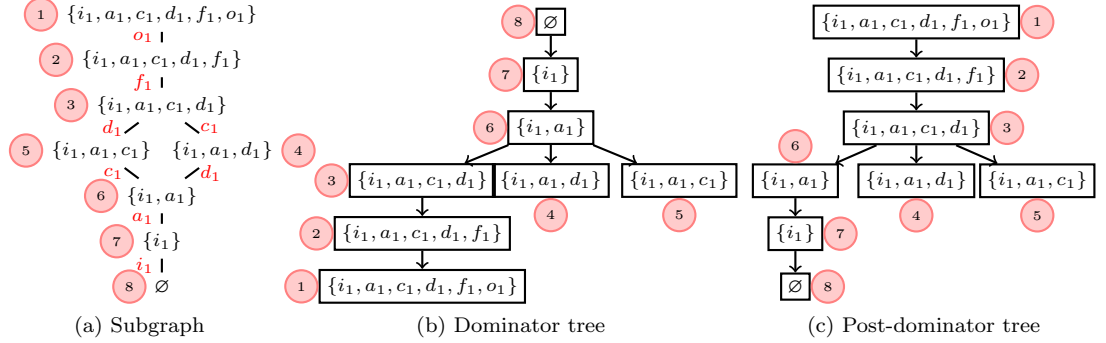 1 {i₁, a₁, c₁, d₁, f₁, o₁}
o₁
2 {i₁, a₁, c₁, d₁, f₁}
f₁
3 {i₁, a₁, c₁, d₁}
d₁ c₁
5 {i₁, a₁, c₁} {i₁, a₁, d₁} 4
c₁ d₁
6 {i₁, a₁}
a₁
7 {i₁}
i₁
8 ∅
(a) Subgraph
8 ∅
7 {i₁}
6 {i₁, a₁}
3 {i₁, a₁, c₁, d₁} {i₁, a₁, d₁} {i₁, a₁, c₁}
4 5
2 {i₁, a₁, c₁, d₁, f₁}
1 {i₁, a₁, c₁, d₁, f₁, o₁}
(b) Dominator tree
{i₁, a₁, c₁, d₁, f₁, o₁} 1
{i₁, a₁, c₁, d₁, f₁} 2
{i₁, a₁, c₁, d₁} 3
6
{i₁, a₁} {i₁, a₁, d₁} {i₁, a₁, c₁}
4 5
{i₁} 7
∅ 8
(c) Post-dominator tree